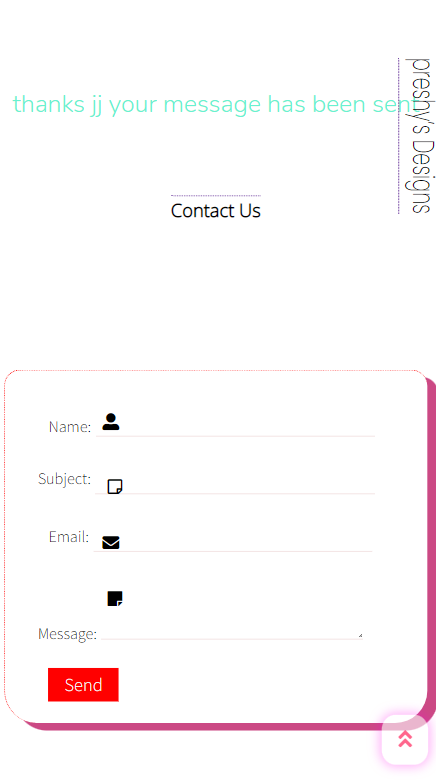 thanks jj your message has been sent
preshy's Designs
Contact Us
Name:
Subject:
Email:
Message:
Send